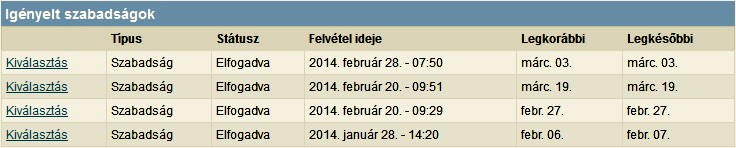 Igényelt szabadságok
Típus Státusz Felvétel ideje Legkorábbi Legkésőbbi
Kiválasztás Szabadság Elfogadva 2014. február 28. - 07:50 márc. 03. márc. 03.
Kiválasztás Szabadság Elfogadva 2014. február 20. - 09:51 márc. 19. márc. 19.
Kiválasztás Szabadság Elfogadva 2014. február 20. - 09:29 febr. 27. febr. 27.
Kiválasztás Szabadság Elfogadva 2014. január 28. - 14:20 febr. 06. febr. 07.